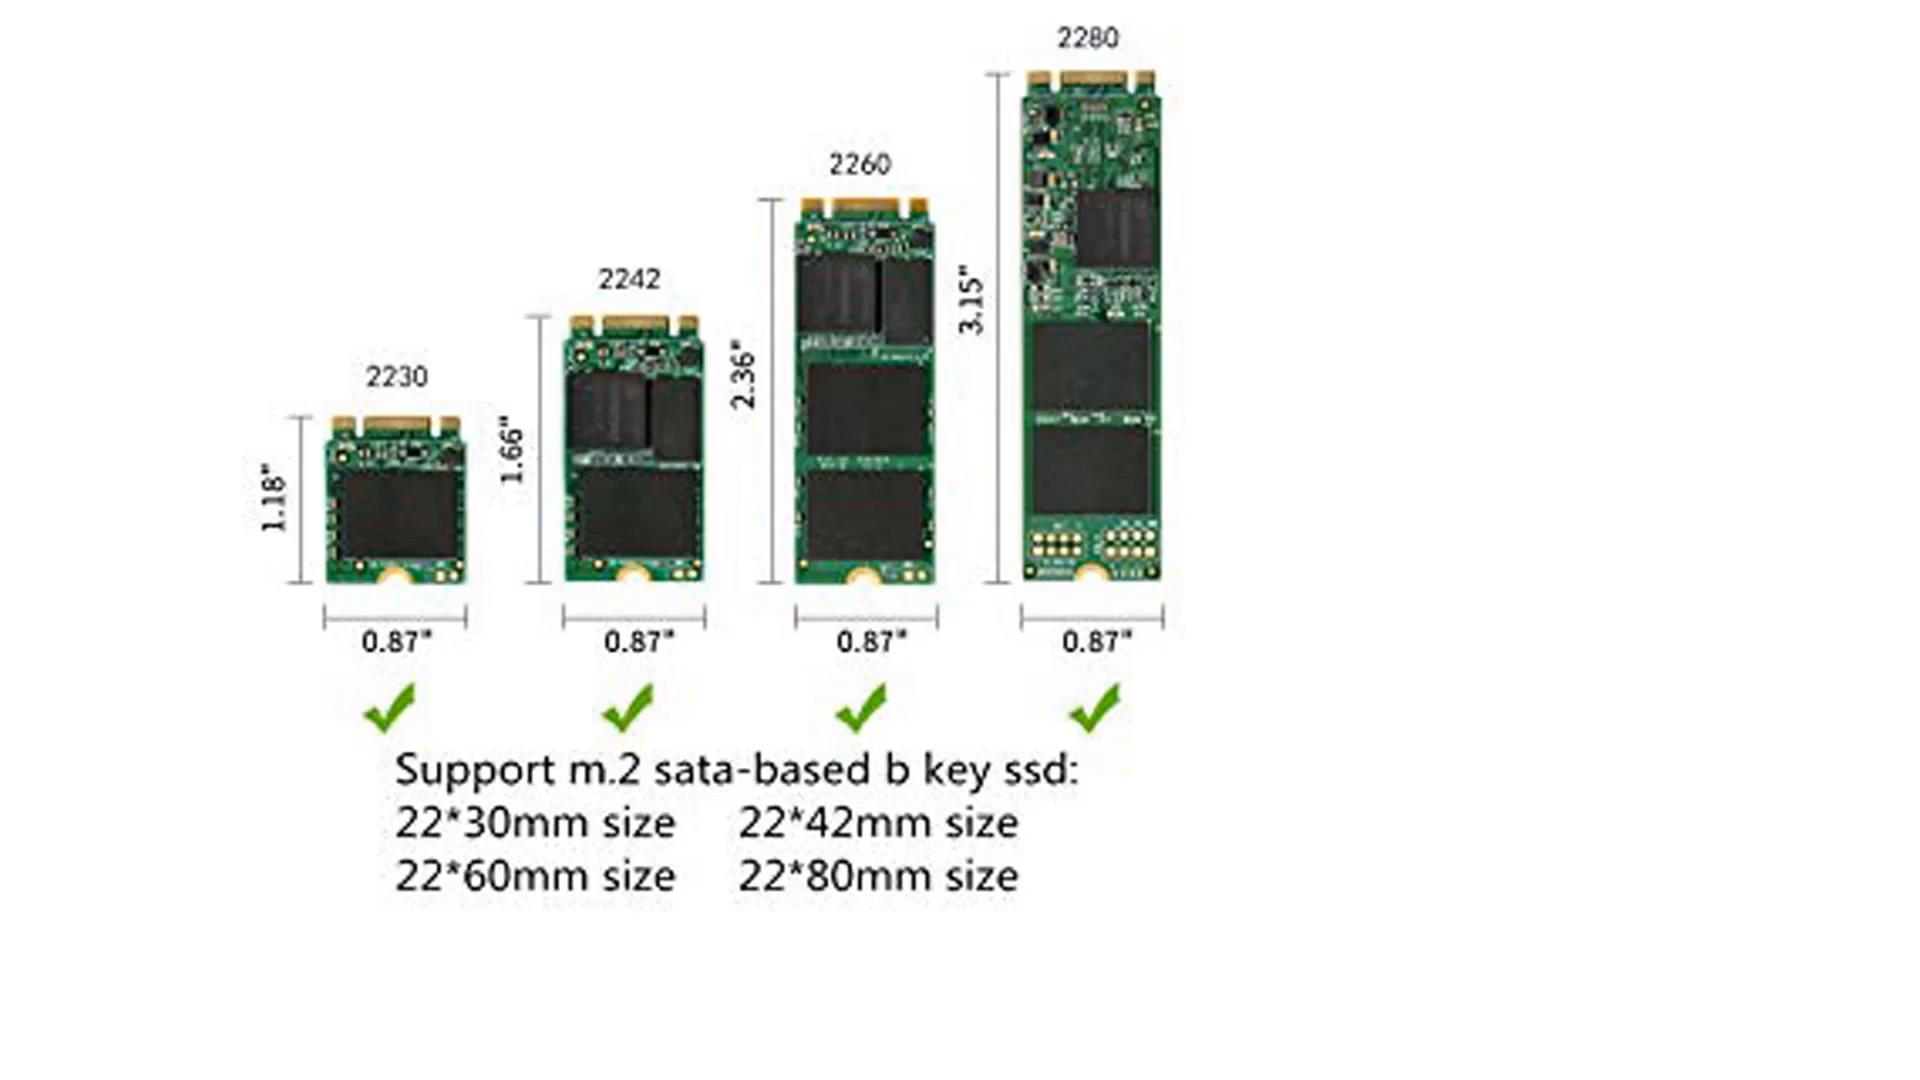 2280
2260
2242
2230
3.15"
2.36"
1.66"
1.18"
0.87" 0.87" 0.87" 0.87"
Support m.2 sata-based b key ssd:
22*30mm size 22*42mm size
22*60mm size 22*80mm size